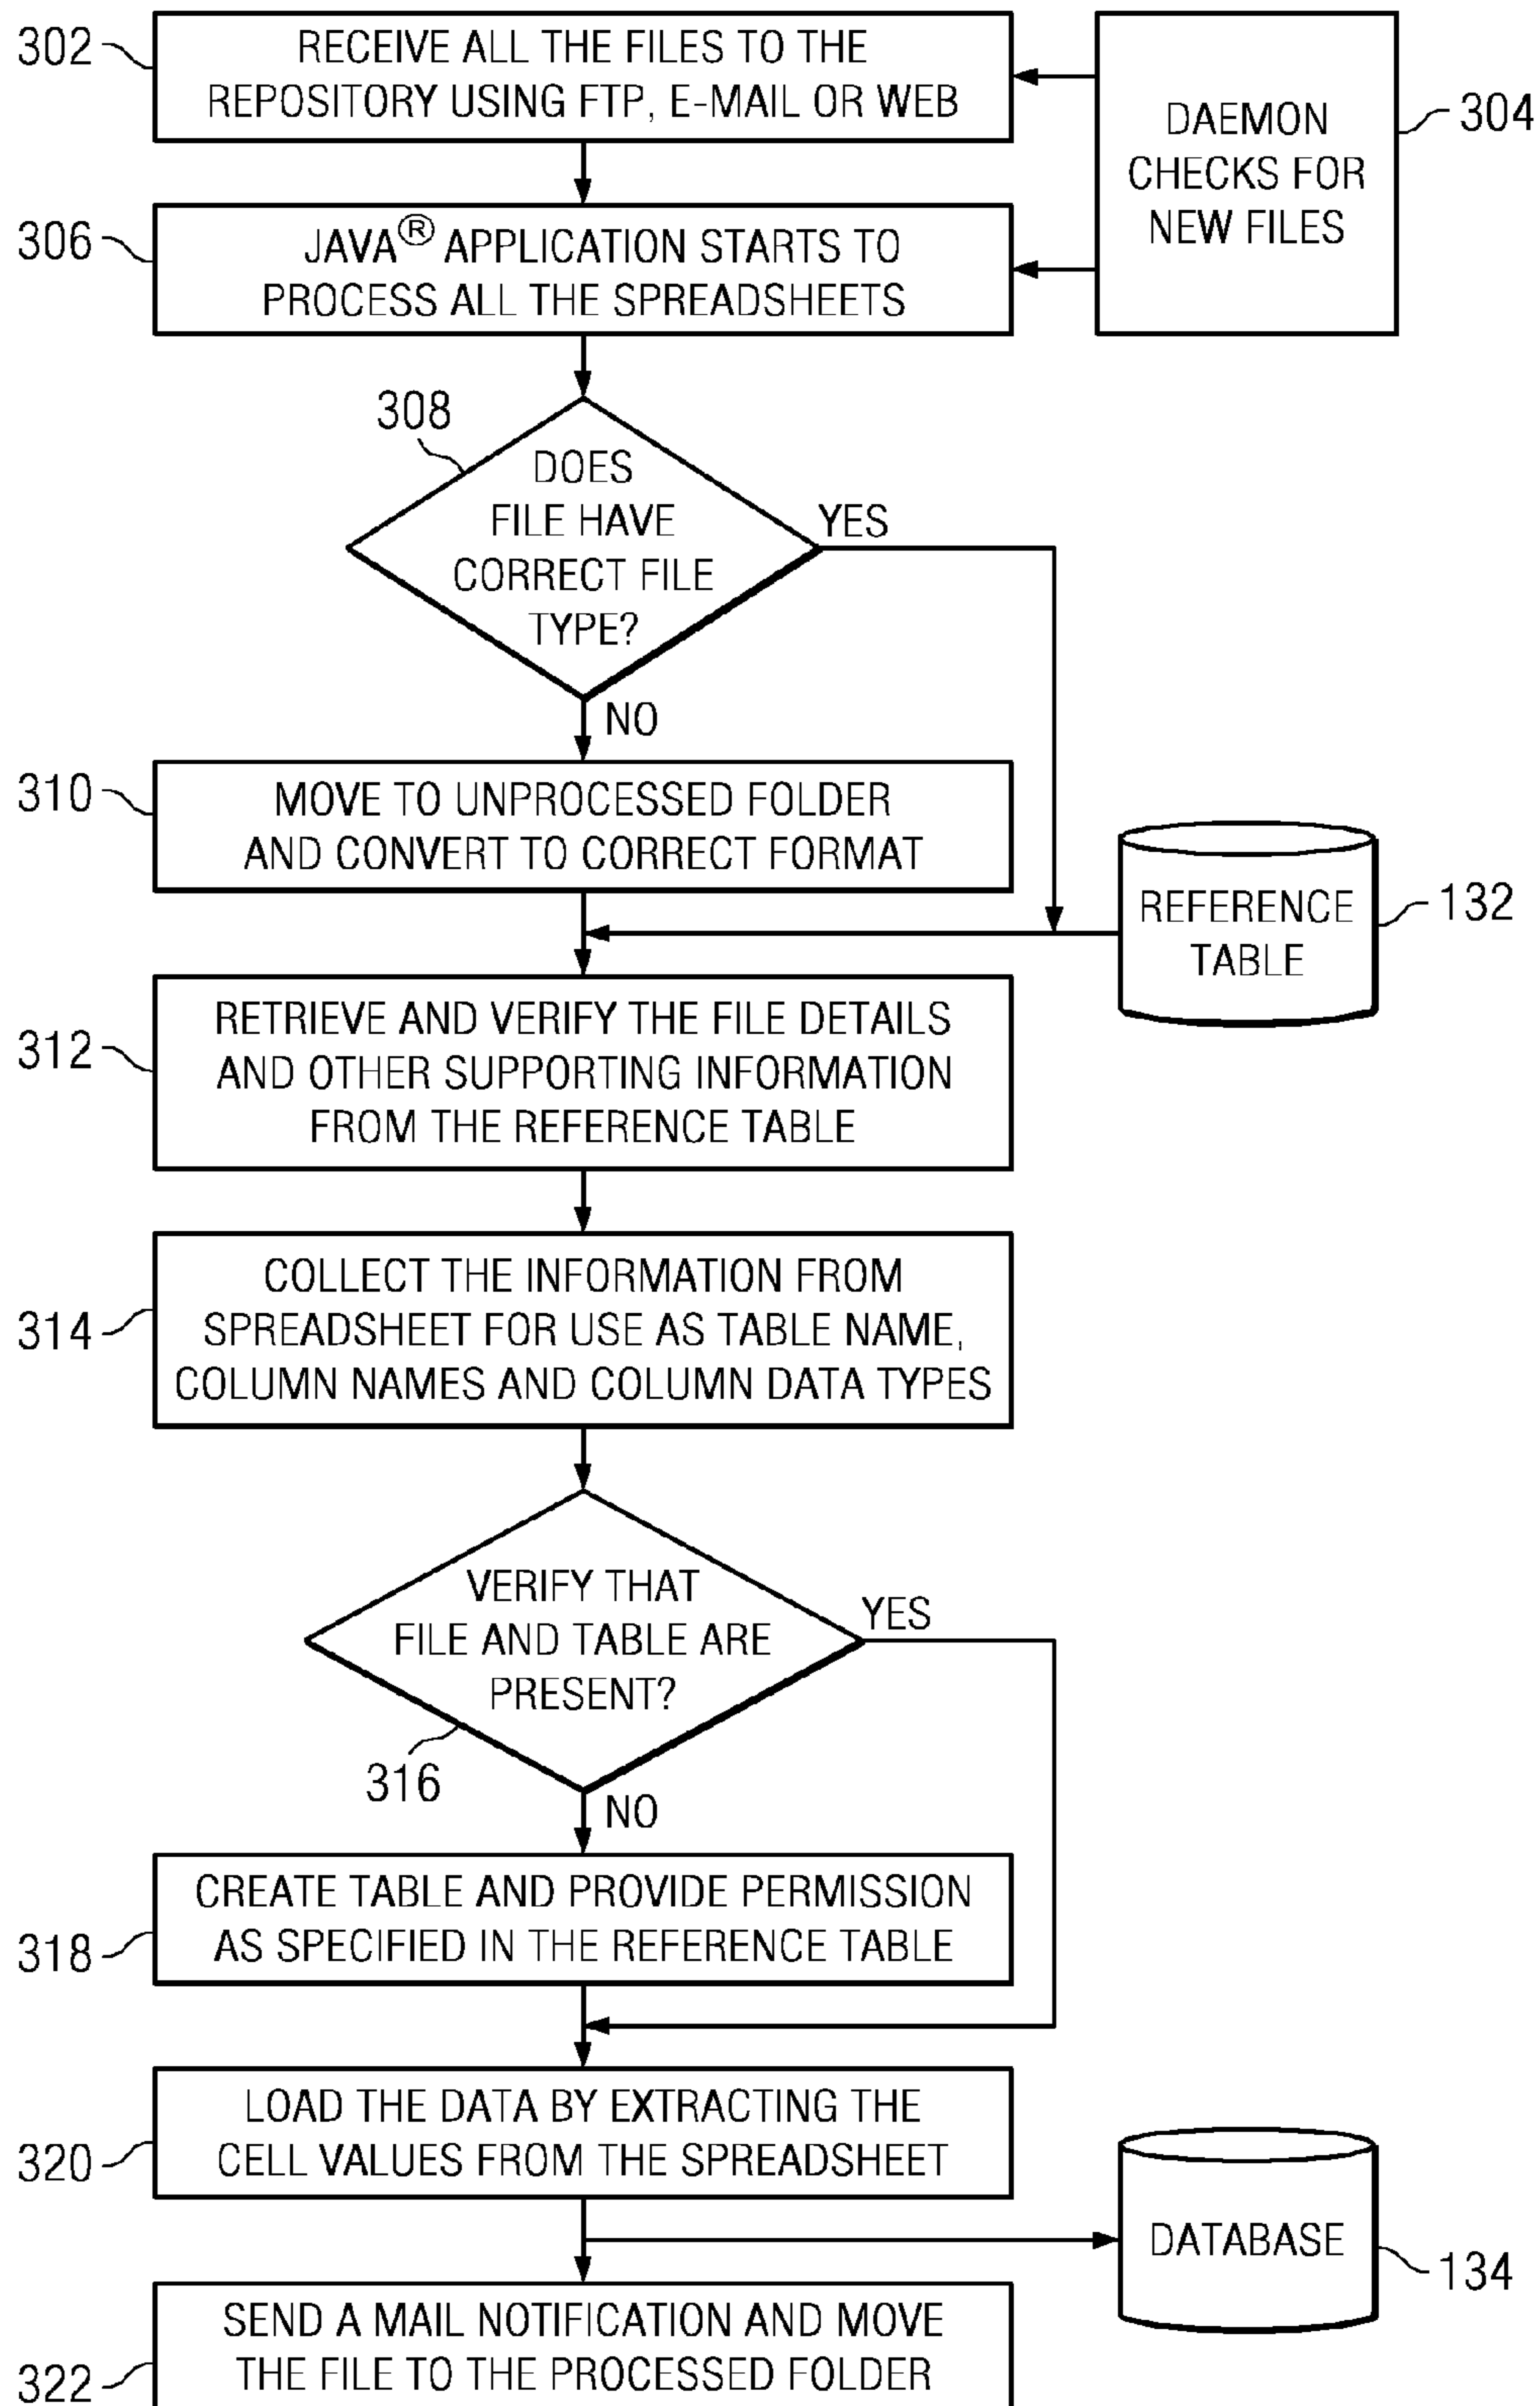 302
RECEIVE ALL THE FILES TO THE
REPOSITORY USING FTP, E-MAIL OR WEB
DAEMON
CHECKS FOR
NEW FILES
304
306
JAVA® APPLICATION STARTS TO
PROCESS ALL THE SPREADSHEETS
308
DOES
FILE HAVE
CORRECT FILE
TYPE?
YES
NO
310
MOVE TO UNPROCESSED FOLDER
AND CONVERT TO CORRECT FORMAT
REFERENCE
TABLE
132
312
RETRIEVE AND VERIFY THE FILE DETAILS
AND OTHER SUPPORTING INFORMATION
FROM THE REFERENCE TABLE
314
COLLECT THE INFORMATION FROM
SPREADSHEET FOR USE AS TABLE NAME,
COLUMN NAMES AND COLUMN DATA TYPES
VERIFY THAT
FILE AND TABLE ARE
PRESENT?
YES
316
NO
318
CREATE TABLE AND PROVIDE PERMISSION
AS SPECIFIED IN THE REFERENCE TABLE
320
LOAD THE DATA BY EXTRACTING THE
CELL VALUES FROM THE SPREADSHEET
DATABASE
134
322
SEND A MAIL NOTIFICATION AND MOVE
THE FILE TO THE PROCESSED FOLDER